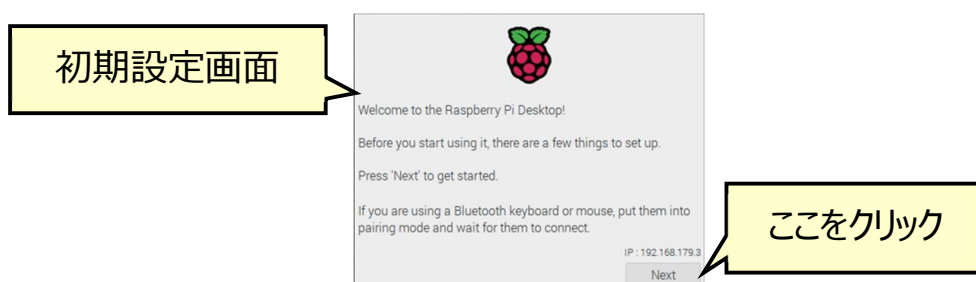 初期設定画面
Welcome to the Raspberry Pi Desktop!
Before you start using it, there are a few things to set up.
Press 'Next' to get started.
If you are using a Bluetooth keyboard or mouse, put them into
pairing mode and wait for them to connect.
IP : 192.168.179.3
Next
ここをクリック